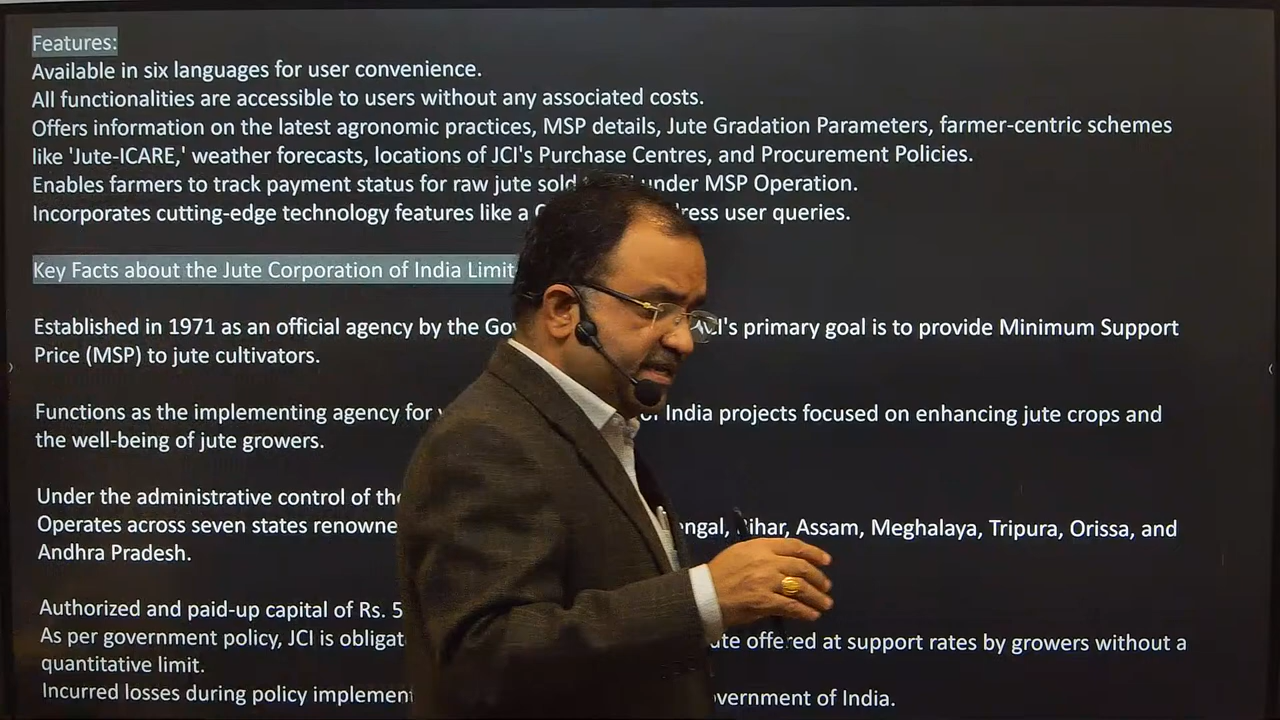 Features:
Available in six languages for user convenience.
All functionalities are accessible to users without any associated costs.
Offers information on the latest agronomic practices, MSP details, Jute Gradation Parameters, farmer-centric schemes
like 'Jute-ICARE,' weather forecasts, locations of JCI's Purchase Centres, and Procurement Policies.
Enables farmers to track payment status for raw jute sold under MSP Operation.
Incorporates cutting-edge technology features like a user queries.
Key Facts about the Jute Corporation of India
Established in 1971 as an official agency by the primary goal is to provide Minimum Support
Price (MSP) to jute cultivators.
Functions as the implementing agency for India projects focused on enhancing jute crops and
the well-being of jute growers.
Under the administrative control of
Operates across seven states Bihar, Assam, Meghalaya, Tripura, Orissa, and
Andhra Pradesh.
Authorized and paid-up capital of Rs. 5
As per government policy, JCI is offered at support rates by growers without a
quantitative limit.
Incurred losses during policy of India.